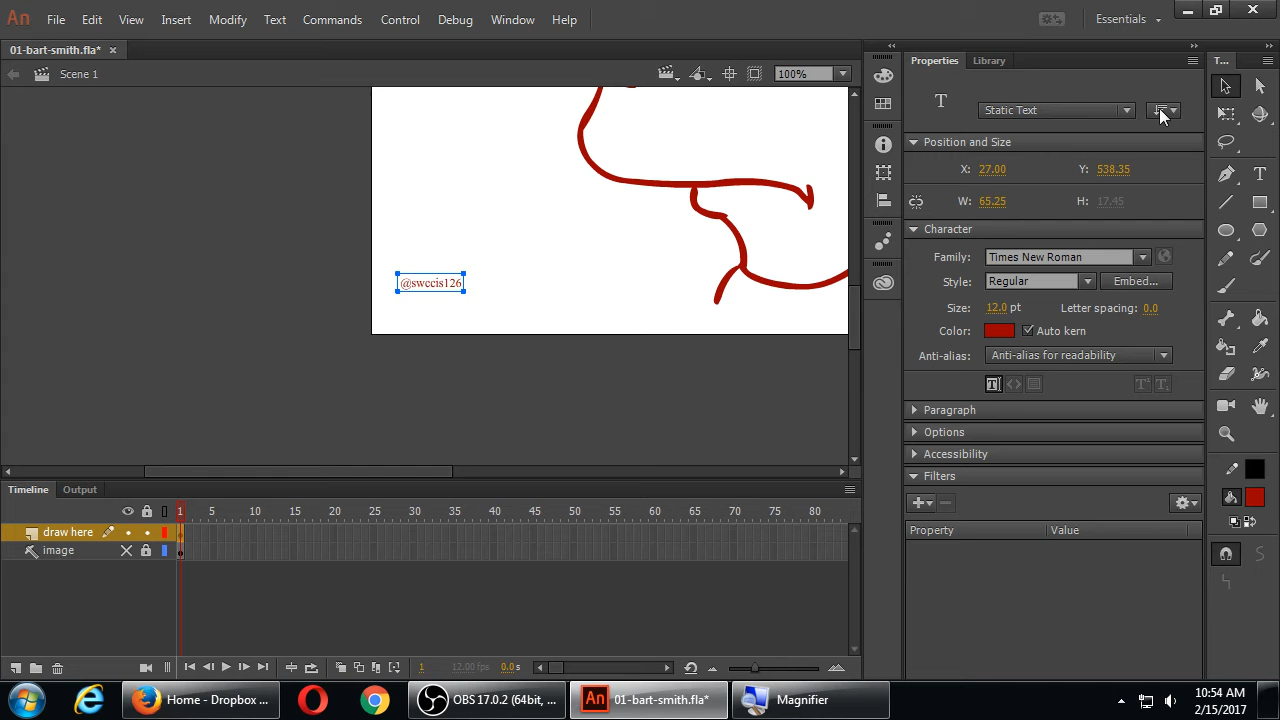 An File Edit View Insert Modify Text Commands Control Debug Window Help Essentials
01-bart-smith.fla* ×
Scene 1
100%
Properties Library
T...
T Static Text
Position and Size
X: 27.00 Y: 538.35
W: 65.25 H: 17.45
Character
Family: Times New Roman
Style: Regular Embed...
Size: 12.0 pt Letter spacing: 0.0
Color: Auto kern
Anti-alias: Anti-alias for readability
Paragraph
Options
Accessibility
Filters
Property Value
@swccis126
Timeline Output
1 5 10 15 20 25 30 35 40 45 50 55 60 65 70 75 80
draw here
image
1 12.00 fps 0.0 s
Home - Dropbox ...
OBS 17.0.2 (64bit, ...
An 01-bart-smith.fla*
Magnifier
10:54 AM
2/15/2017